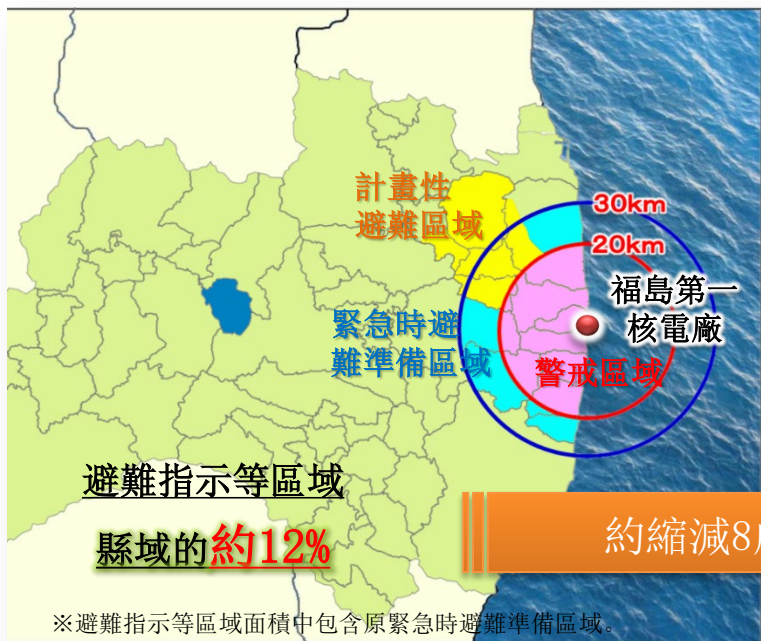 計畫性
避難區域
30km
20km
福島第一
核電廠
緊急時避
難準備區域
警戒區域
避難指示等區域
縣域的約12%
約縮減8
※避難指示等區域面積中包含原緊急時避難準備區域。